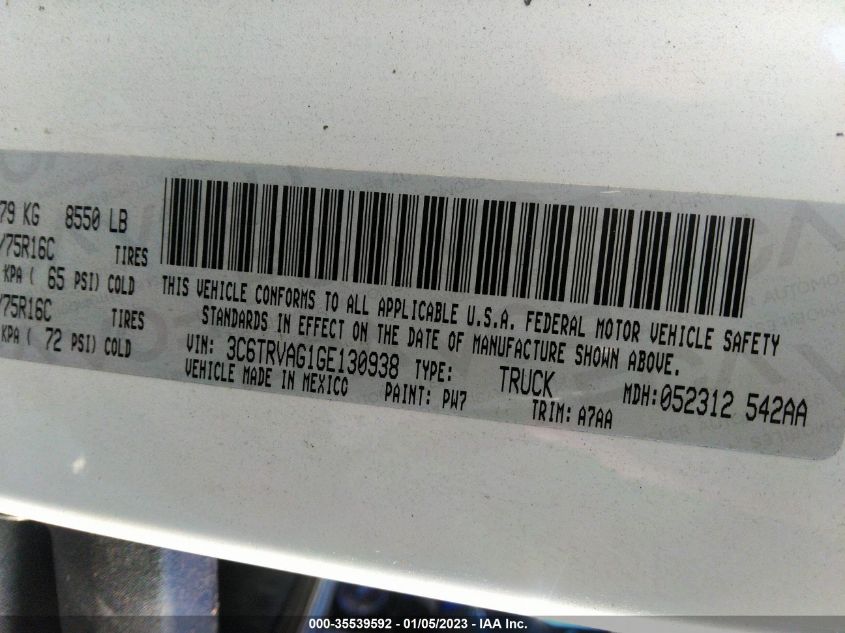 79 KG 8550 LB
/75R16C TIRES
KPA ( 65 PSI) COLD
/75R16C TIRES
KPA ( 72 PSI) COLD
THIS VEHICLE CONFORMS TO ALL APPLICABLE U.S.A. FEDERAL MOTOR VEHICLE SAFETY
STANDARDS IN EFFECT ON THE DATE OF MANUFACTURE SHOWN ABOVE.
VIN: 3C6TRVAG1GE130938 TYPE: TRUCK MDH:052312 542AA
VEHICLE MADE IN MEXICO PAINT: PW7 TRIM: A7AA
000-35539592 - 01/05/2023 - IAA Inc.